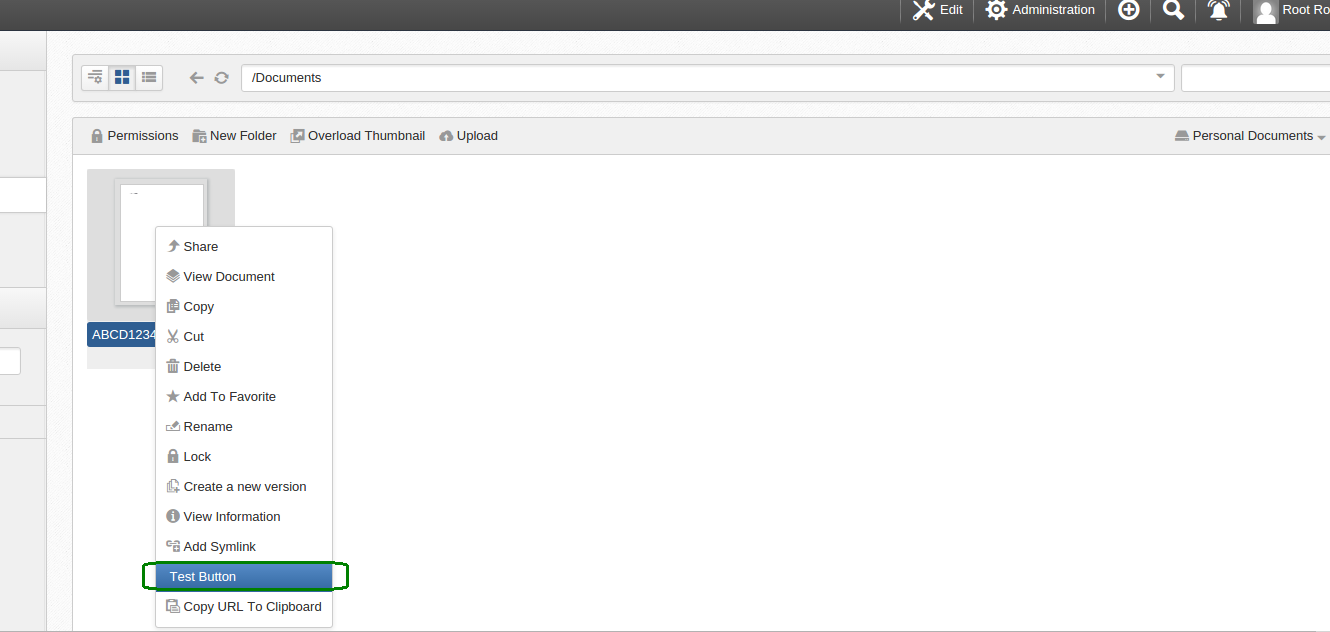 Edit Administration Root Ro
/Documents
Permissions New Folder Overload Thumbnail Upload Personal Documents
Share
View Document
Copy
ABCD1234
Cut
Delete
Add To Favorite
Rename
Lock
Create a new version
View Information
Add Symlink
Test Button
Copy URL To Clipboard